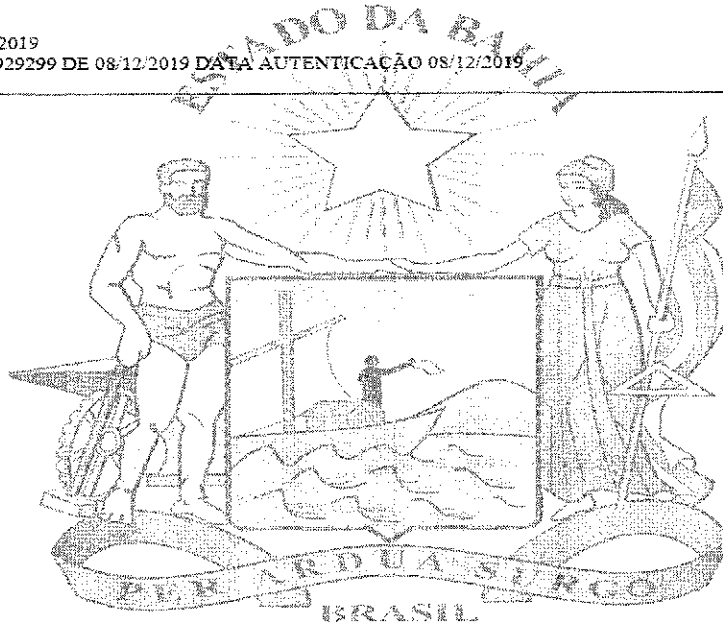 ESTADO DA BAHIA
2019
929299 DE 08/12/2019 DATA AUTENTICAÇÃO 08/12/2019
PER ARDUA SURGO
BRASIL